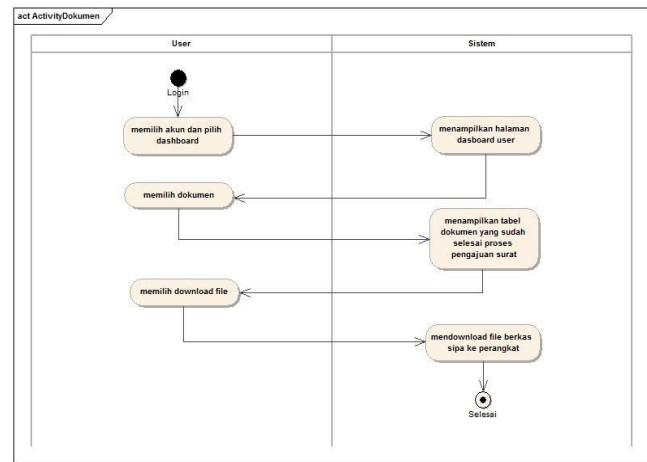 act ActivityDokumen
User
Sistem
Login
memilih akun dan pilih
dashboard
menampilkan halaman
dasboard user
memilih dokumen
menampilkan tabel
dokumen yang sudah
selesai proses
pengajuan surat
memilih download file
mendownload file berkas
sipa ke perangkat
Selesai